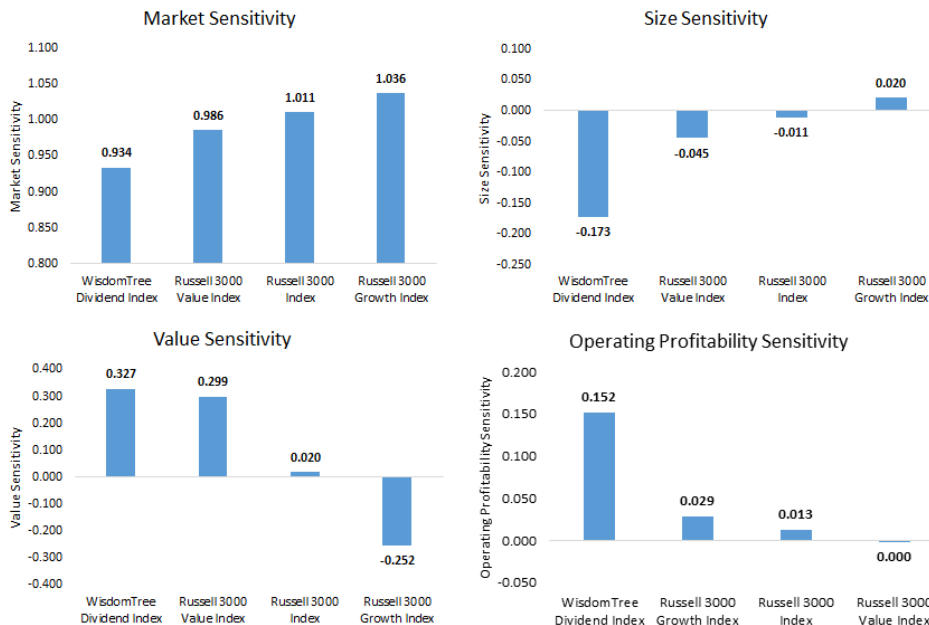 Market Sensitivity
Market Sensitivity
1.100
1.050
1.000
0.950
0.900
0.850
0.800
0.934
0.986
1.011
1.036
WisdomTree
Dividend Index
Russell 3000
Value Index
Russell 3000
Index
Russell 3000
Growth Index
Size Sensitivity
Size Sensitivity
0.100
0.050
0.000
-0.050
-0.100
-0.150
-0.200
-0.250
-0.173
-0.045
-0.011
0.020
WisdomTree
Dividend Index
Russell 3000
Value Index
Russell 3000
Index
Russell 3000
Growth Index
Value Sensitivity
Value Sensitivity
0.400
0.300
0.200
0.100
0.000
-0.100
-0.200
-0.300
-0.400
0.327
0.299
0.020
-0.252
WisdomTree
Dividend Index
Russell 3000
Value Index
Russell 3000
Index
Russell 3000
Growth Index
Operating Profitability Sensitivity
Operating Profitability Sensitivity
0.200
0.150
0.100
0.050
0.000
-0.050
0.152
0.029
0.013
0.000
WisdomTree
Dividend Index
Russell 3000
Growth Index
Russell 3000
Index
Russell 3000
Value Index